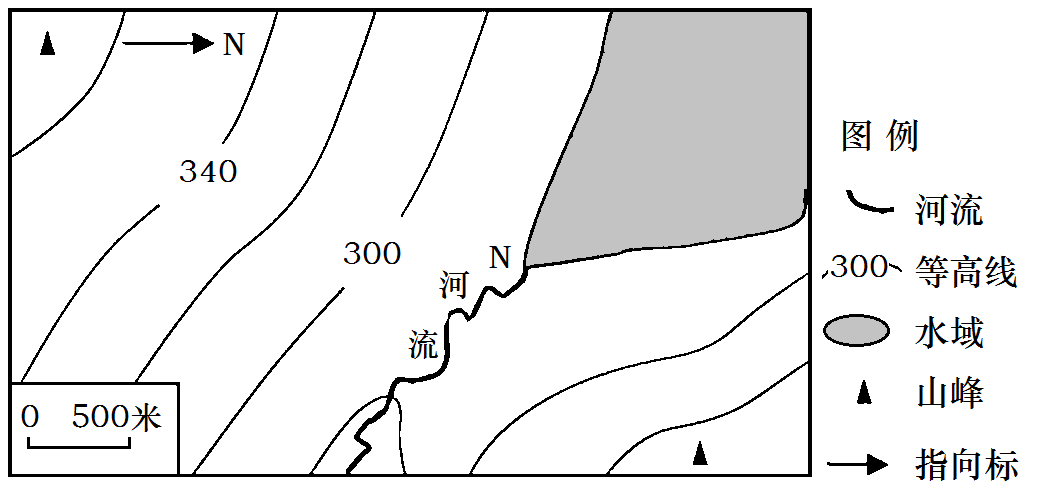 N
340
300
N
河
流
0 500米
图 例
河流
300 等高线
水域
山峰
指向标